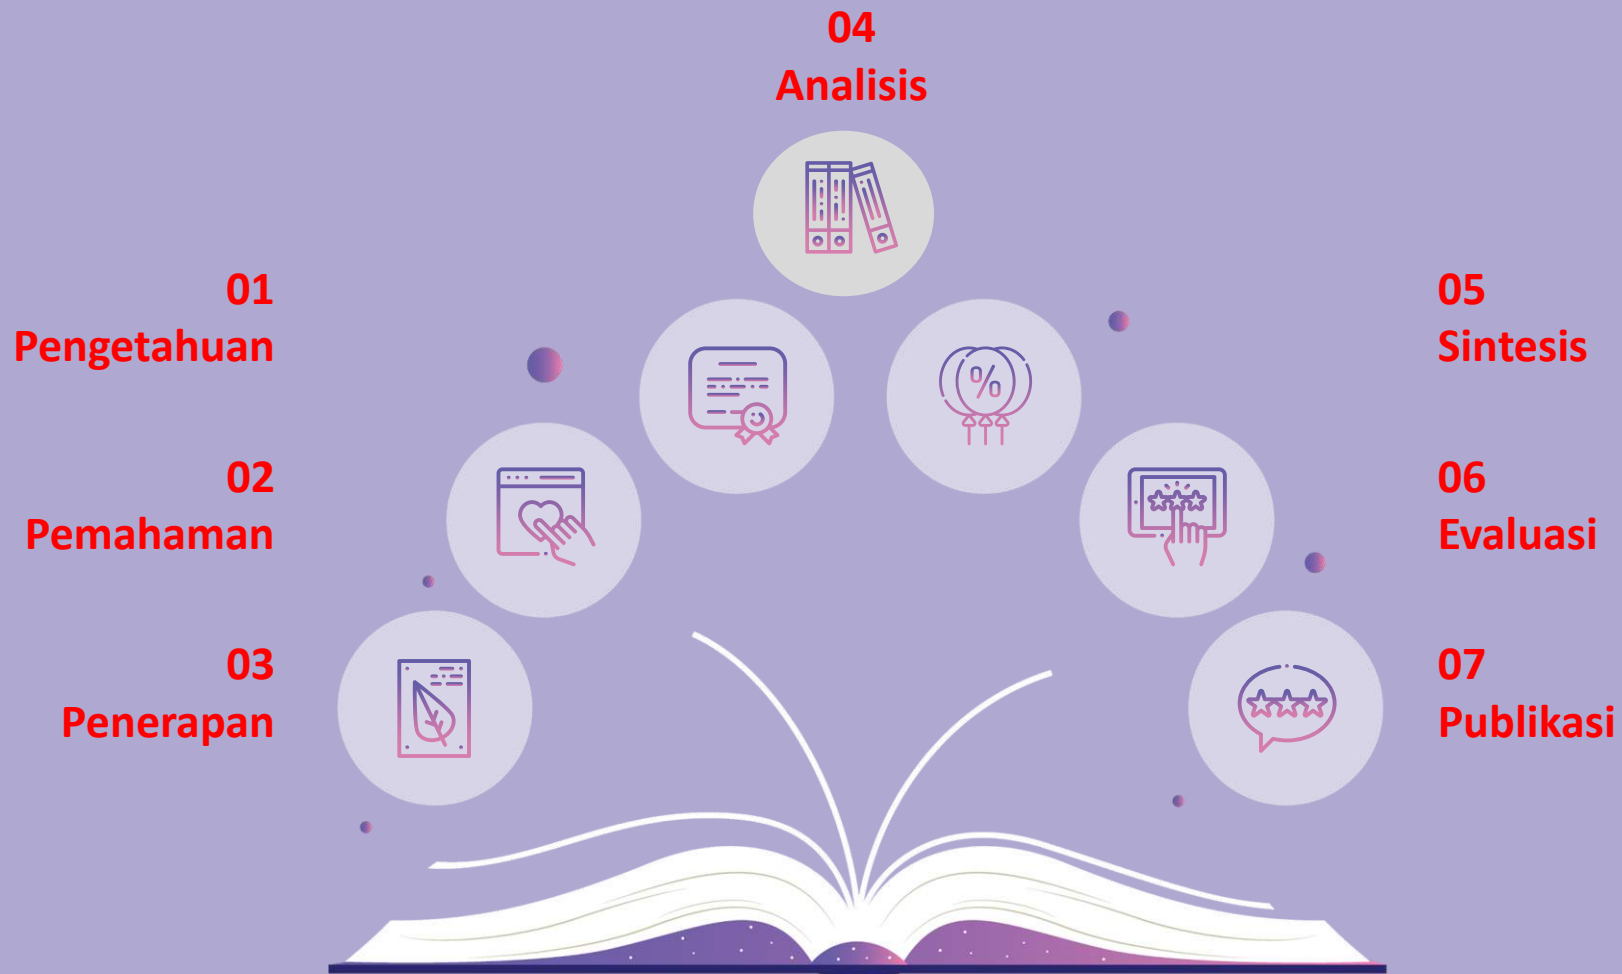 01
Pengetahuan
02
Pemahaman
03
Penerapan
04
Analisis
%
05
Sintesis
06
Evaluasi
07
Publikasi